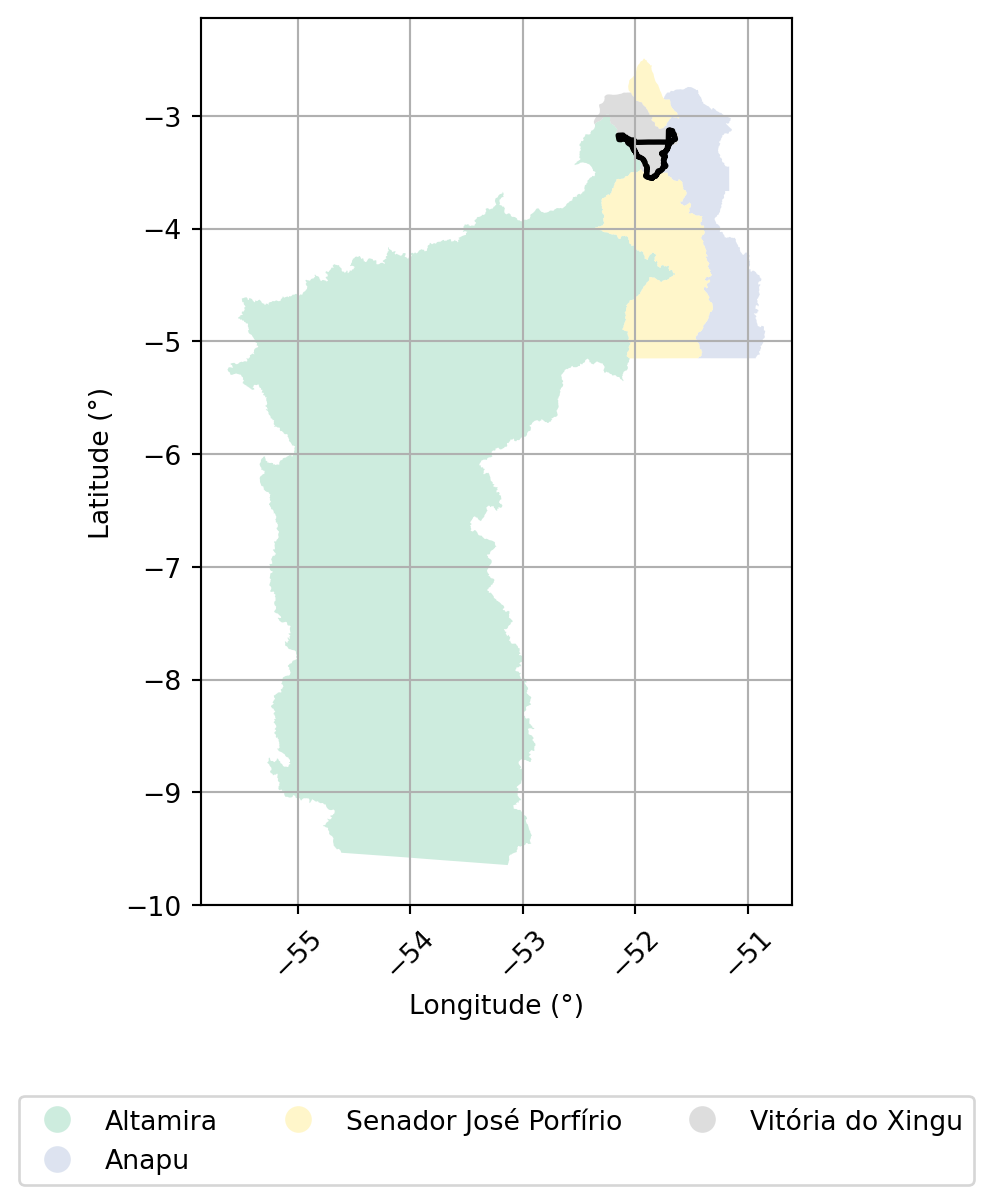 −3
−4
−5
−6
−7
−8
−9
−10
Latitude (°)
−55
−54
−53
−52
−51
Longitude (°)
Altamira
Senador José Porfírio
Vitória do Xingu
Anapu